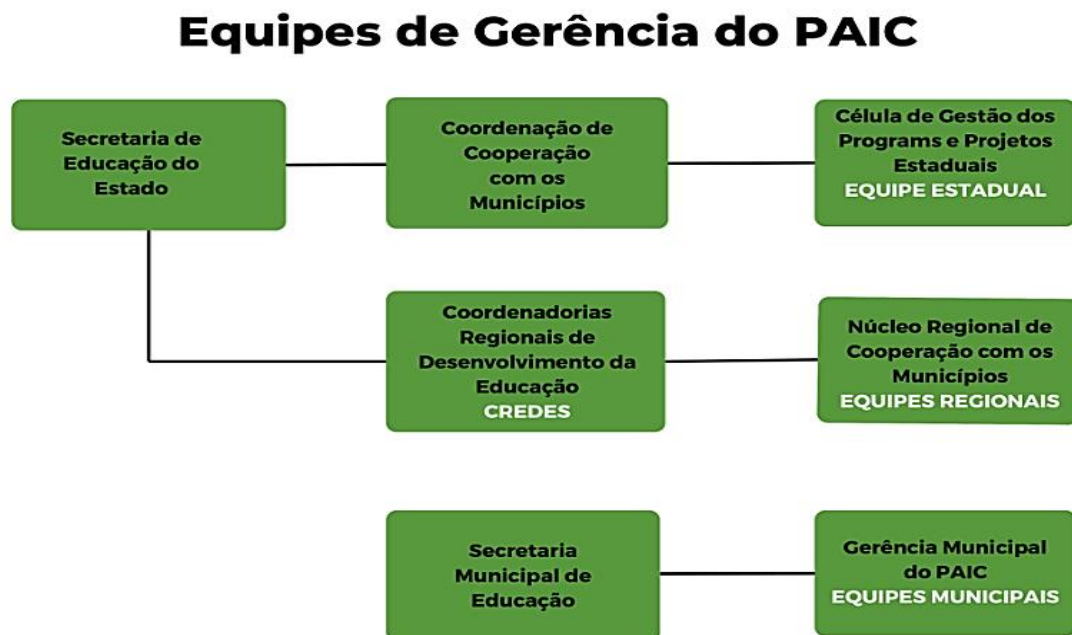 Equipes de Gerência do PAIC
Secretaria de
Educação do
Estado
Coordenação de
Cooperação
com os
Municípios
Célula de Gestão dos
Programs e Projetos
Estaduais
EQUIPE ESTADUAL
Coordenadorias
Regionais de
Desenvolvimento da
Educação
CREDES
Núcleo Regional de
Cooperação com os
Municípios
EQUIPES REGIONAIS
Secretaria
Municipal de
Educação
Gerência Municipal
do PAIC
EQUIPES MUNICIPAIS